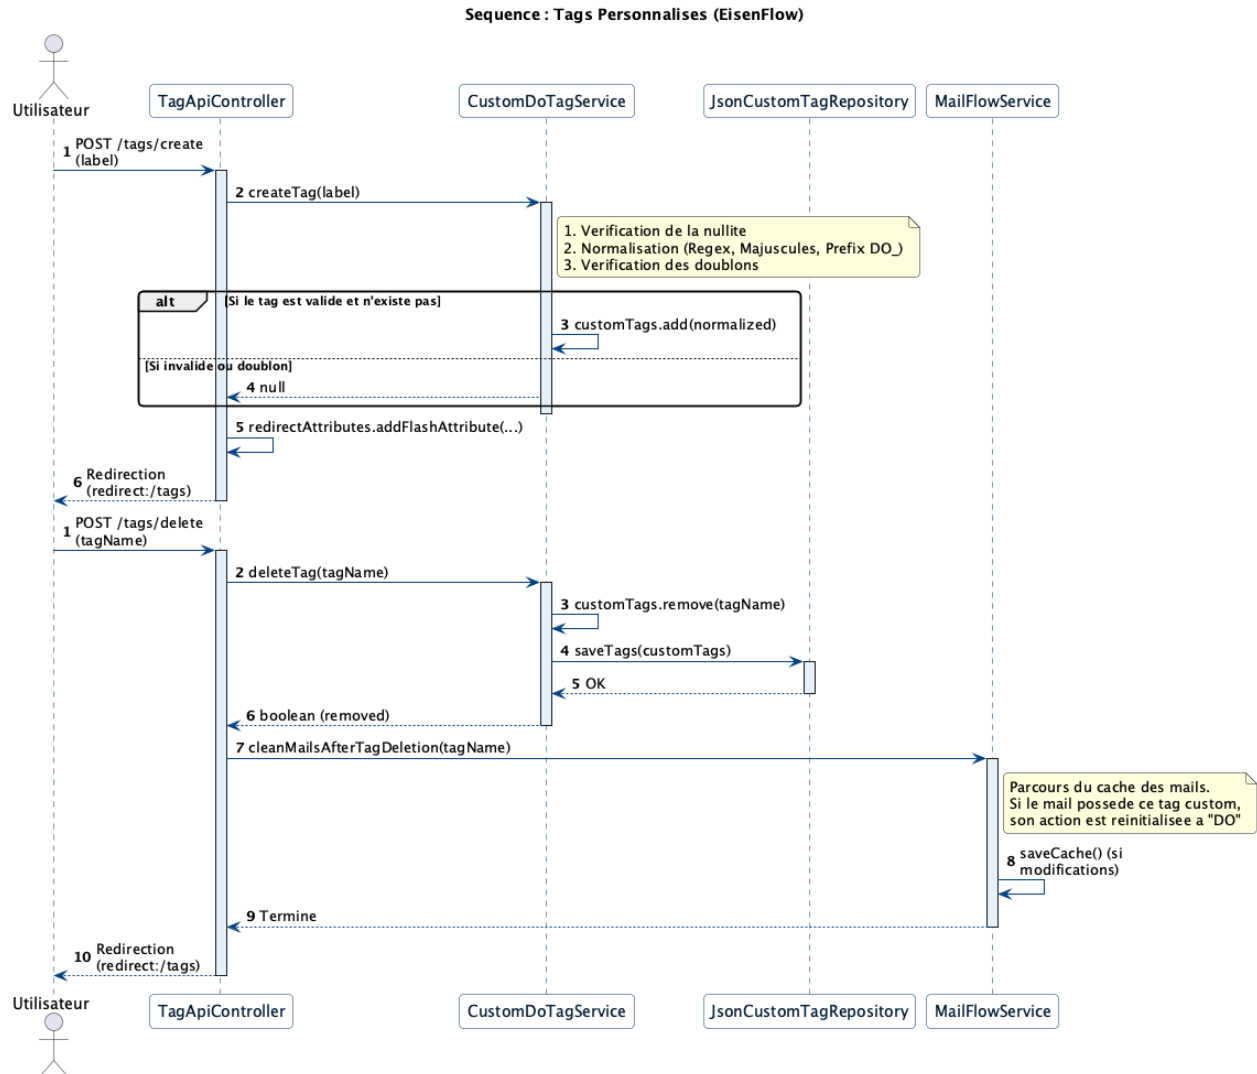 Sequence : Tags Personnalises (EisenFlow)
Utilisateur
TagApiController
CustomDoTagService
JsonCustomTagRepository
MailFlowService
1 POST /tags/create
(label)
2 createTag(label)
1. Verification de la nullite
2. Normalisation (Regex, Majuscules, Prefix DO_)
3. Verification des doublons
alt
[Si le tag est valide et n'existe pas]
3 customTags.add(normalized)
[Si invalide ou doublon]
4 null
5 redirectAttributes.addFlashAttribute(...)
6 Redirection
(redirect:/tags)
1 POST /tags/delete
(tagName)
2 deleteTag(tagName)
3 customTags.remove(tagName)
4 saveTags(customTags)
5 OK
6 boolean (removed)
7 cleanMailsAfterTagDeletion(tagName)
Parcours du cache des mails.
Si le mail possede ce tag custom,
son action est reinitialisee a "DO"
8 saveCache() (si
modifications)
9 Termine
10 Redirection
(redirect:/tags)
Utilisateur
TagApiController
CustomDoTagService
JsonCustomTagRepository
MailFlowService